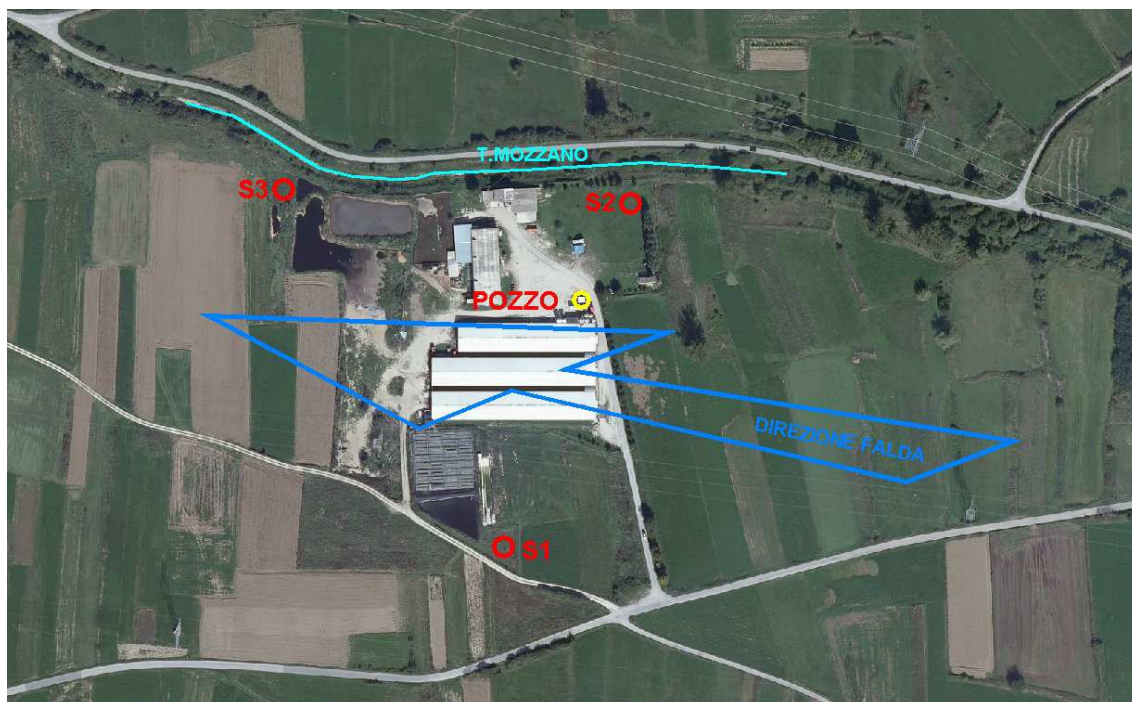 T.MOZZANO
S3
S2
POZZO
DIREZIONE FALDA
S1